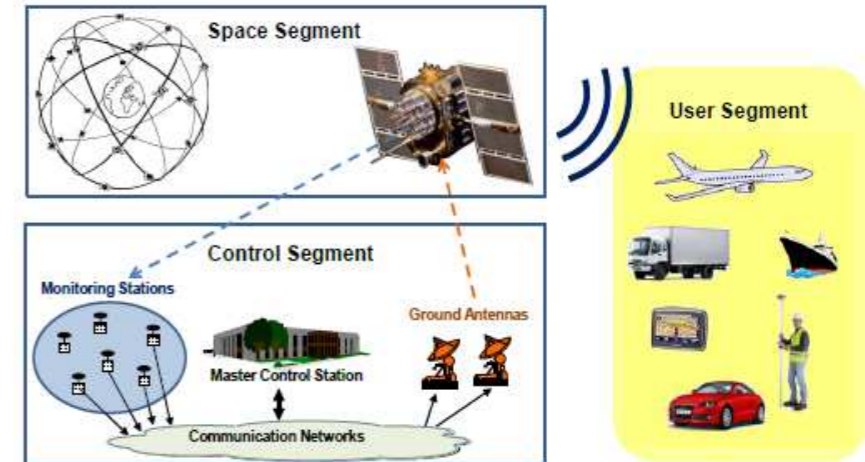 Space Segment
User Segment
Control Segment
Monitoring Stations
Ground Antennas
Master Control Station
Communication Networks